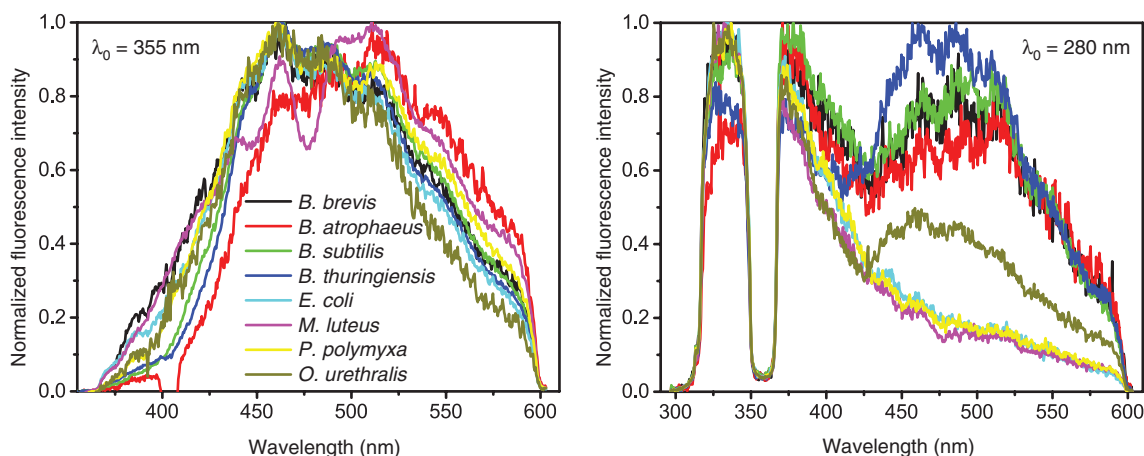 λ0 = 355 nm
Normalized fluorescence intensity
1.0
0.8
0.6
0.4
0.2
0.0
B. brevis
B. atrophaeus
B. subtilis
B. thuringiensis
E. coli
M. luteus
P. polymyxa
O. urethralis
400 450 500 550 600
Wavelength (nm)
λ0 = 280 nm
Normalized fluorescence intensity
1.0
0.8
0.6
0.4
0.2
0.0
300 350 400 450 500 550 600
Wavelength (nm)